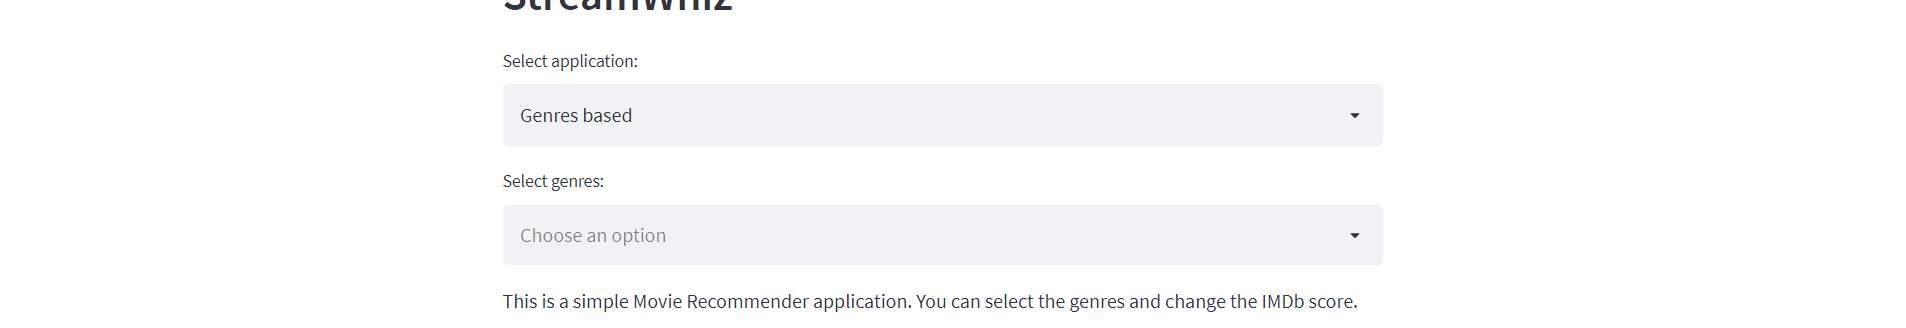 StreamWhiz
Select application:
Genres based
Select genres:
Choose an option
This is a simple Movie Recommender application. You can select the genres and change the IMDb score.